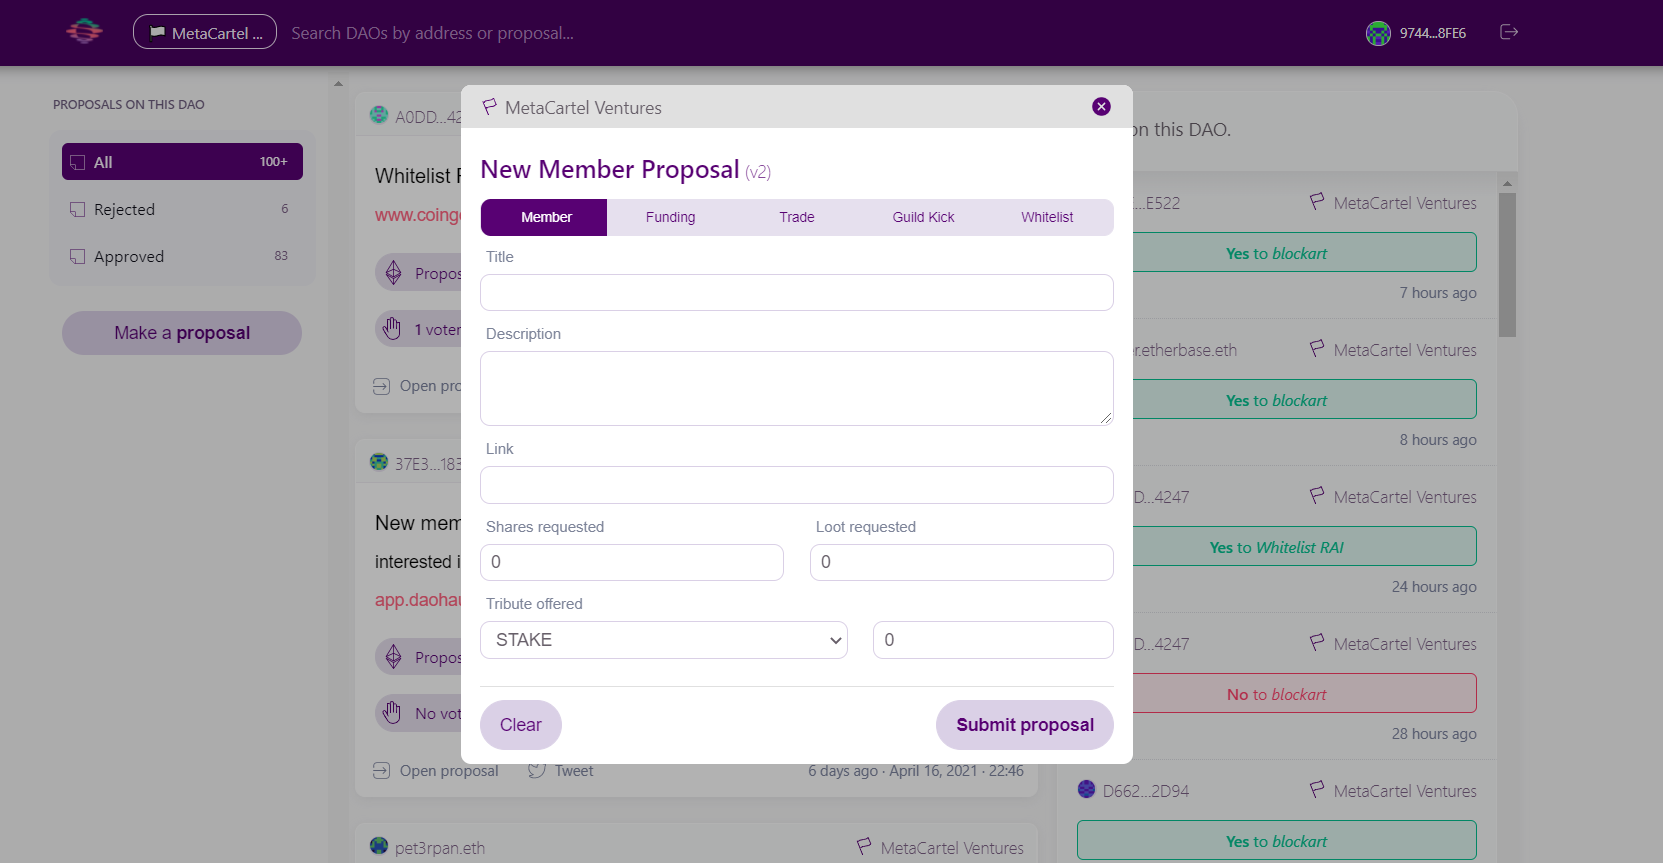 MetaCartel ...
Search DAOs by address or proposal...
9744...8FE6
PROPOSALS ON THIS DAO
All 100+
Rejected 6
Approved 83
Make a proposal
A0DD...42
Whitelist
www.coing
Propos
1 voter
Open pro
37E3...183
New mem
interested i
app.daohau
Propos
No vot
Open proposal Tweet 6 days ago · April 16, 2021 · 22:46
pet3rpan.eth MetaCartel Ventures
MetaCartel Ventures
New Member Proposal (v2)
Member Funding Trade Guild Kick Whitelist
Title
Description
Link
Shares requested Loot requested
0 0
Tribute offered
STAKE 0
Clear Submit proposal
on this DAO.
...E522 MetaCartel Ventures
Yes to blockart
7 hours ago
r.etherbase.eth MetaCartel Ventures
Yes to blockart
8 hours ago
D...4247 MetaCartel Ventures
Yes to Whitelist RAI
24 hours ago
D...4247 MetaCartel Ventures
No to blockart
28 hours ago
D662...2D94 MetaCartel Ventures
Yes to blockart